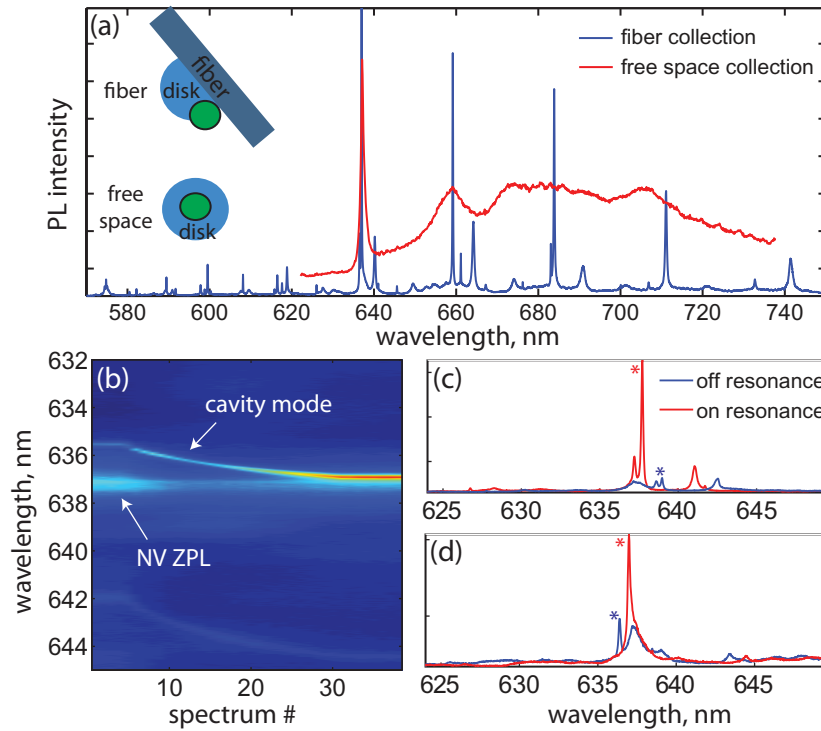 (a)
fiber
disk
fiber
free
space
disk
fiber collection
free space collection
PL intensity
580 600 620 640 660 680 700 720 740
wavelength, nm
(b)
632
634
636
638
640
642
644
wavelength, nm
cavity mode
NV ZPL
10 20 30
spectrum #
(c)
*
*
off resonance
on resonance
625 630 635 640 645
(d)
*
*
625 630 635 640 645
wavelength, nm